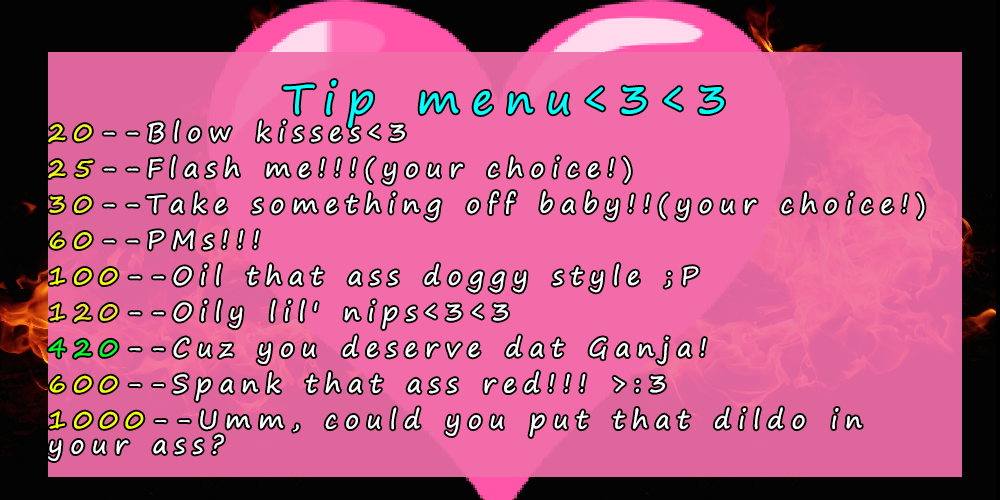 Tip menu<3<3
20--Blow kisses<3
25--Flash me!!!(your choice!)
30--Take something off baby!!(your choice!)
60--PMs!!!
100--Oil that ass doggy style ;P
120--Oily lil' nips<3<3
420--Cuz you deserve dat Ganja!
600--Spank that ass red!!! >:3
1000--Umm, could you put that dildo in
your ass?